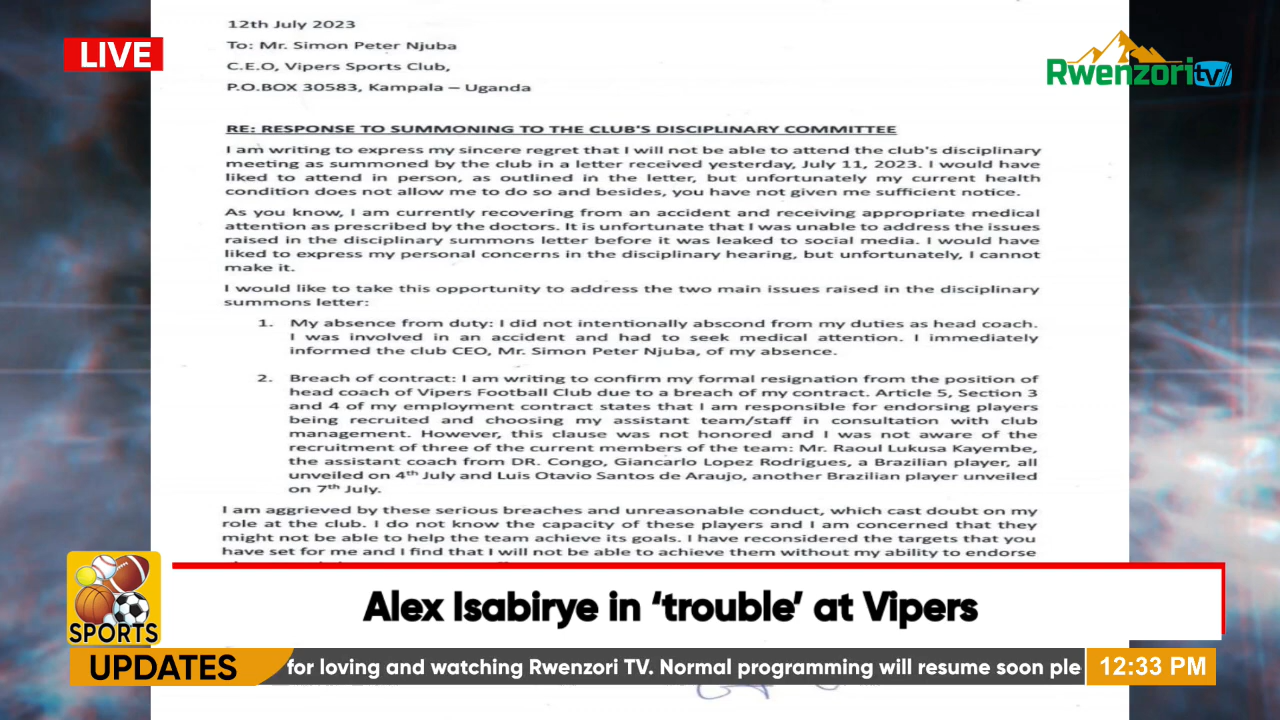 12th July 2023
To: Mr. Simon Peter Njuba
C.E.O, Vipers Sports Club,
P.O.BOX 30583, Kampala – Uganda
LIVE
Rwenzori tv
RE: RESPONSE TO SUMMONING TO THE CLUB'S DISCIPLINARY COMMITTEE
I am writing to express my sincere regret that I will not be able to attend the club's disciplinary
meeting as summoned by the club in a letter received yesterday, July 11, 2023. I would have
liked to attend in person, as outlined in the letter, but unfortunately my current health
condition does not allow me to do so and besides, you have not given me sufficient notice.
As you know, I am currently recovering from an accident and receiving appropriate medical
attention as prescribed by the doctors. It is unfortunate that I was unable to address the issues
raised in the disciplinary summons letter before it was leaked to social media. I would have
liked to express my personal concerns in the disciplinary hearing, but unfortunately, I cannot
make it.
I would like to take this opportunity to address the two main issues raised in the disciplinary
summons letter:
1. My absence from duty: I did not intentionally abscond from my duties as head coach.
I was involved in an accident and had to seek medical attention. I immediately
informed the club CEO, Mr. Simon Peter Njuba, of my absence.
2. Breach of contract: I am writing to confirm my formal resignation from the position of
head coach of Vipers Football Club due to a breach of my contract. Article 5, Section 3
and 4 of my employment contract states that I am responsible for endorsing players
being recruited and choosing my assistant team/staff in consultation with club
management. However, this clause was not honored and I was not aware of the
recruitment of three of the current members of the team: Mr. Raoul Lukusa Kayembe,
the assistant coach from DR. Congo, Giancarlo Lopez Rodrigues, a Brazilian player, all
unveiled on 4th July and Luis Otavio Santos de Araujo, another Brazilian player unveiled
on 7th July.
I am aggrieved by these serious breaches and unreasonable conduct, which cast doubt on my
role at the club. I do not know the capacity of these players and I am concerned that they
might not be able to help the team achieve its goals. I have reconsidered the targets that you
have set for me and I find that I will not be able to achieve them without my ability to endorse
Alex Isabirye in ‘trouble’ at Vipers
SPORTS
UPDATES
for loving and watching Rwenzori TV. Normal programming will resume soon ple
12:33 PM